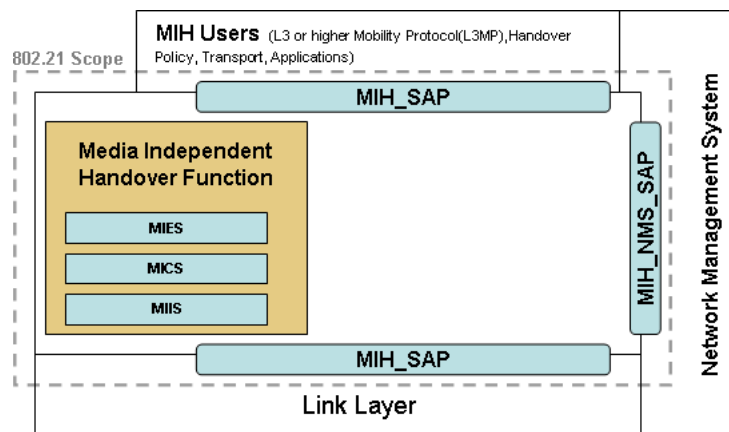 MIH Users (L3 or higher Mobility Protocol(L3MP),Handover
Policy, Transport, Applications)
802.21 Scope
MIH_SAP
Media Independent
Handover Function
MIES
MICS
MIIS
MIH_NMS_SAP
Network Management System
MIH_SAP
Link Layer